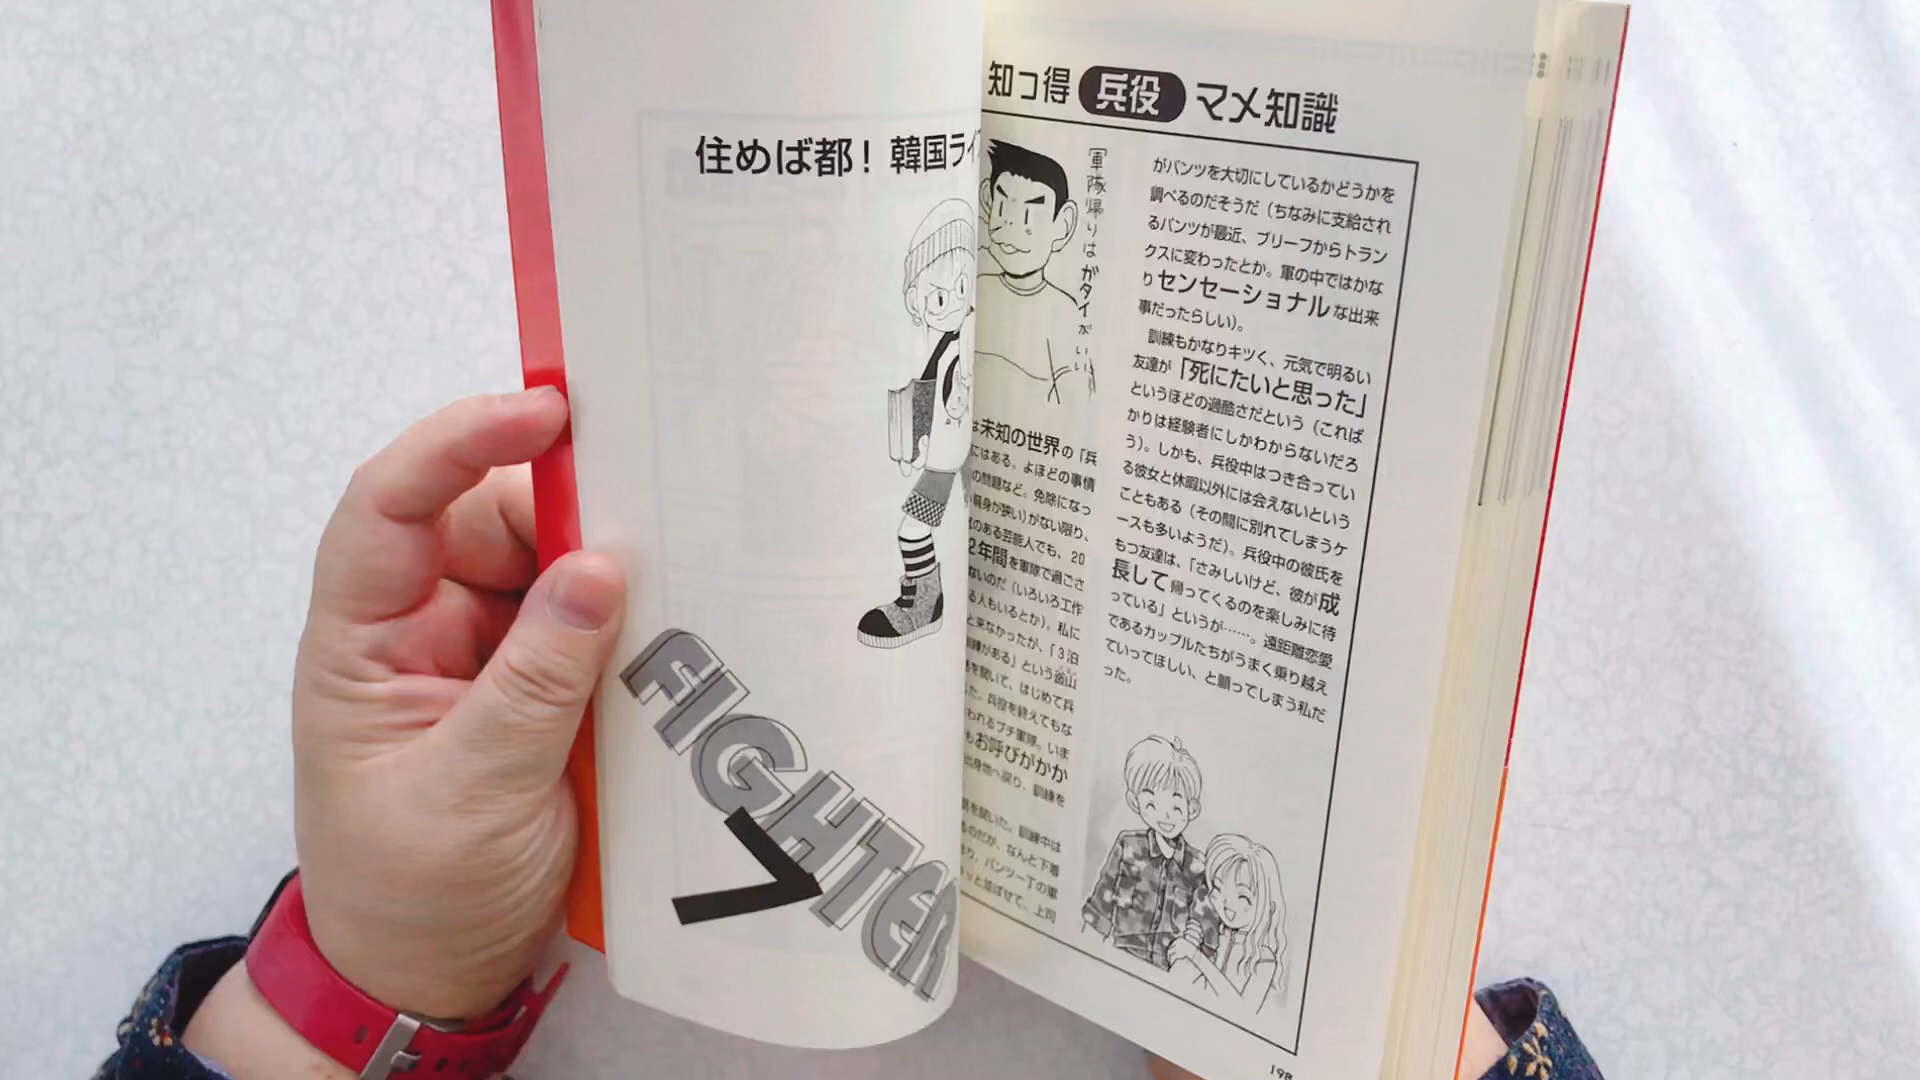 住めば都！ 韓国ラ
FIGHTER
7
知っ得 兵役 マメ知識
〔軍隊帰りはガタイがいい〕
がパンツを大切にしているかどうかを
調べるのだそうだ（ちなみに支給され
るパンツが最近、ブリーフからトラン
クスに変わったとか。軍の中ではかな
りセンセーショナルな出来
事だったらしい）。
訓練もかなりキツく、元気で明るい
友達が「死にたいと思った」
というほどの過酷さだという（これば
かりは経験者にしかわからないだろ
う）。しかも、兵役中はつき合ってい
る彼女と休暇以外には会えないという
こともある（その間に別れてしまうケ
ースも多いようだ）。兵役中の彼氏を
もつ友達は、「さみしいけど、彼が成
長して帰ってくるのを楽しみに待
っている」というが……。遠距離恋愛
であるカップルたちがうまく乗り越え
ていってほしい、と願ってしまう私だ
った。
は未知の世界の「兵
にはある。よほどの事情
の問題など。免除になっ
肩身が狭い）がない限り、
のある芸能人でも、20
2年間を軍隊で過ごさ
ないのだ（いろいろ工作
る人もいるとか）。私に
と来なかったが、「3泊
訓練がある」という釜山
を聞いて、はじめて兵
た。兵役を終えてもな
われるプチ軍隊。いま
もお呼びがかか
出身地へ戻り、訓練を
を聞いた。訓練中は
ものだが、なんと下着
り、パンツ一丁の軍
ッと並ばせて、上司
198